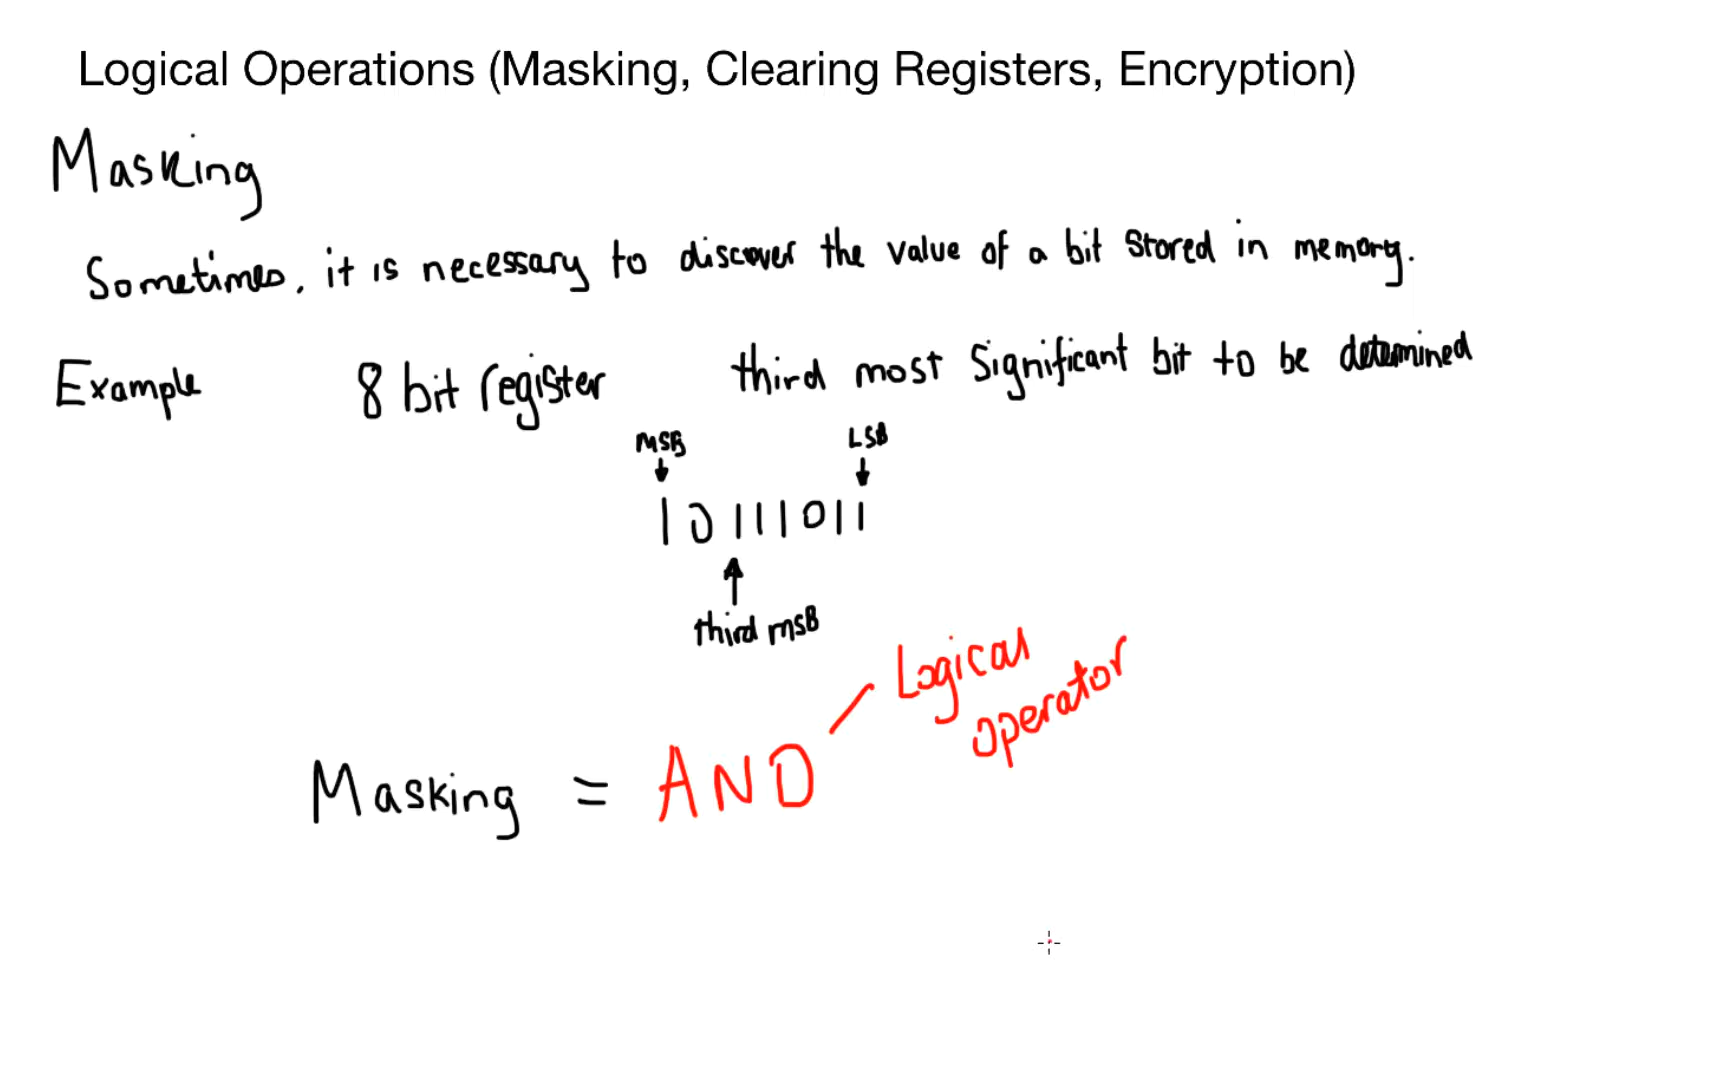 Logical Operations (Masking, Clearing Registers, Encryption)
Masking
Sometimes, it is necessary to discover the value of a bit stored in memory.
Example 8 bit register third most significant bit to be determined
MSB LSB
10111011
third MSB
Logical
operator
Masking = AND